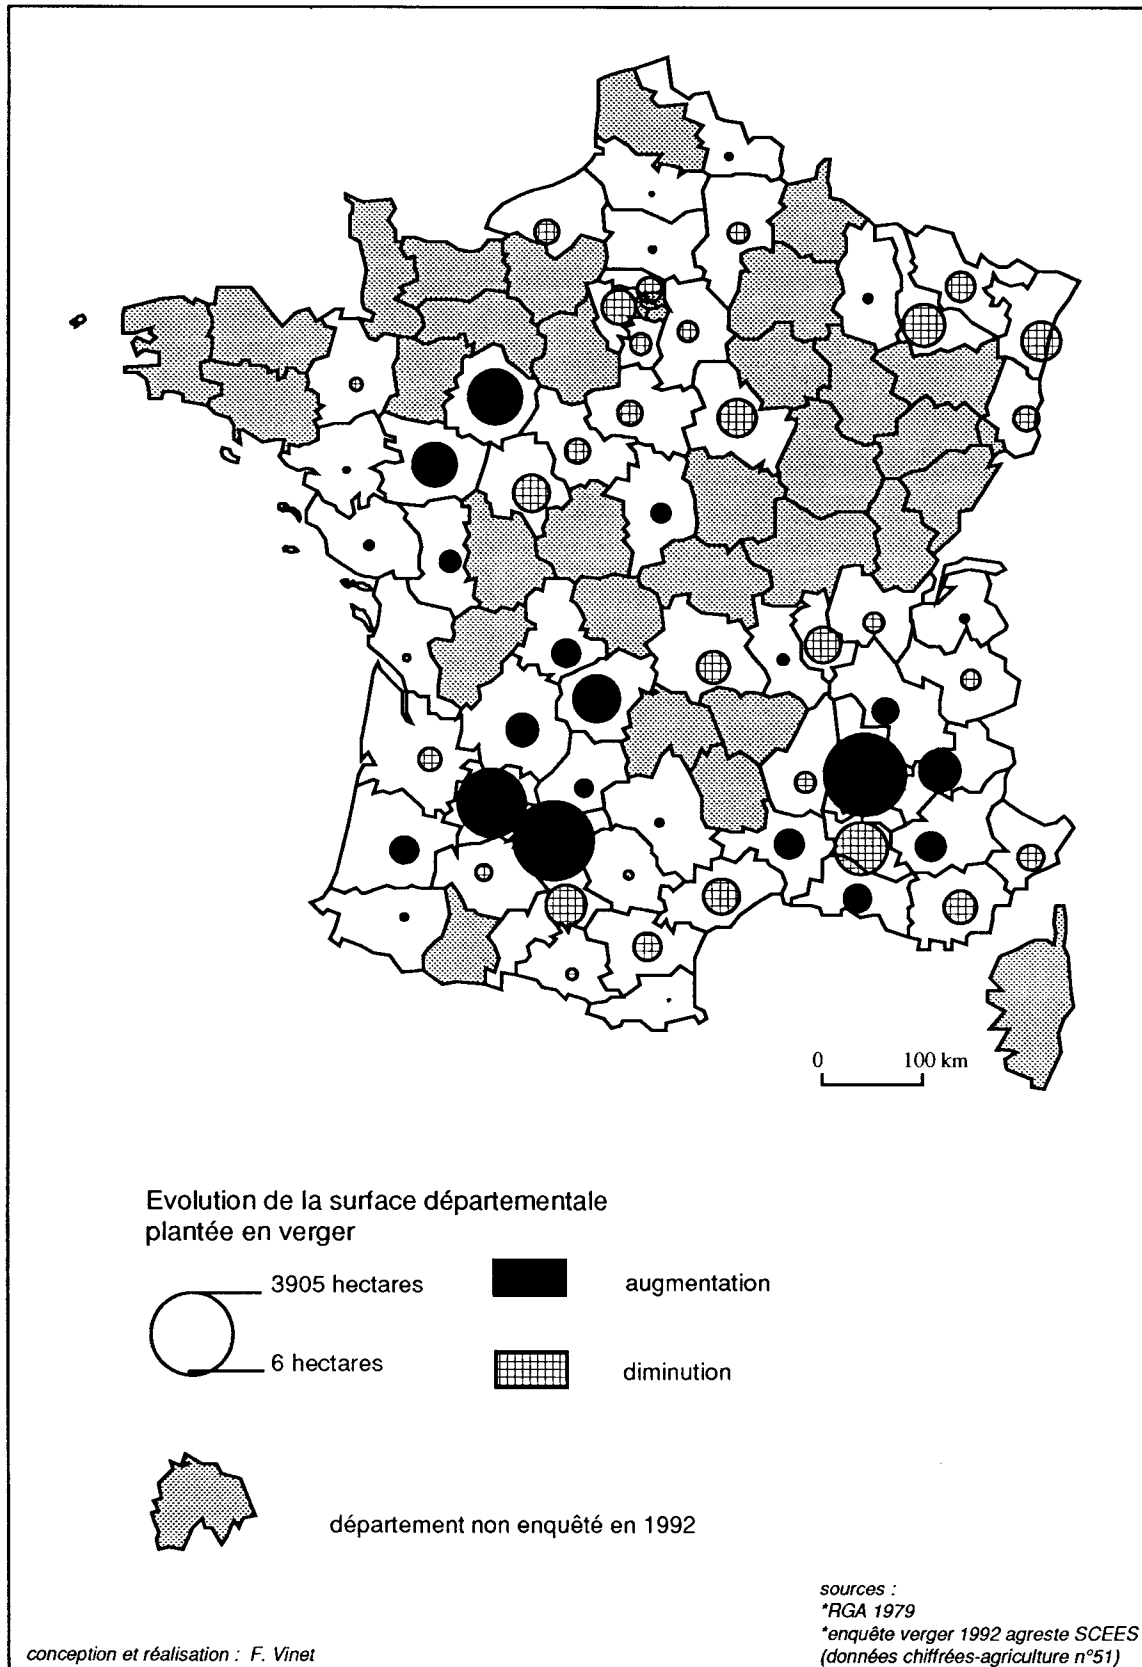 0 100 km
Evolution de la surface départementale
plantée en verger
3905 hectares
augmentation
6 hectares
diminution
département non enquêté en 1992
sources :
*RGA 1979
*enquête verger 1992 agreste SCEES
(données chiffrées-agriculture n°51)
conception et réalisation : F. Vinet